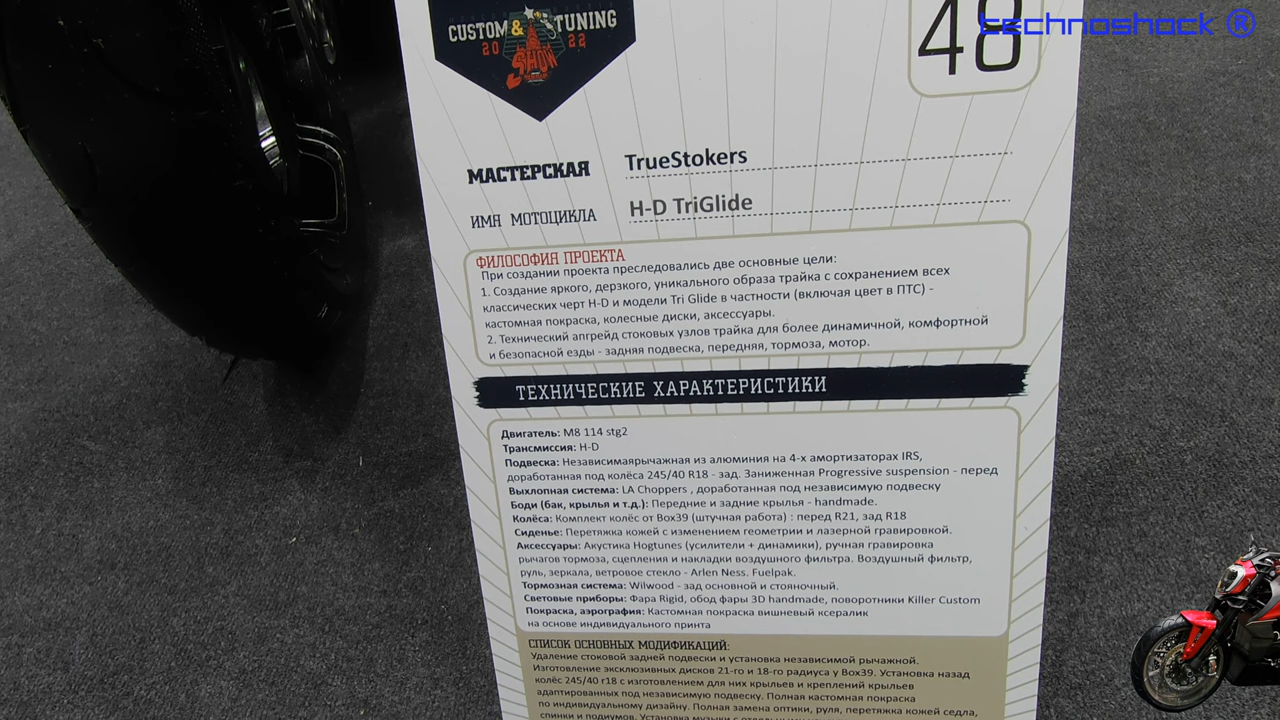 CUSTOM & TUNING
2022
SHOW
48
technoshock ®
МАСТЕРСКАЯ TrueStokers
ИМЯ МОТОЦИКЛА H-D TriGlide
ФИЛОСОФИЯ ПРОЕКТА
При создании проекта преследовались две основные цели:
1. Создание яркого, дерзкого, уникального образа трайка с сохранением всех
классических черт H-D и модели Tri Glide в частности (включая цвет в ПТС) -
кастомная покраска, колесные диски, аксессуары.
2. Технический апгрейд стоковых узлов трайка для более динамичной, комфортной
и безопасной езды - задняя подвеска, передняя, тормоза, мотор.
ТЕХНИЧЕСКИЕ ХАРАКТЕРИСТИКИ
Двигатель: M8 114 stg2
Трансмиссия: H-D
Подвеска: Независимаярычажная из алюминия на 4-х амортизаторах IRS,
доработанная под колёса 245/40 R18 - зад. Заниженная Progressive suspension - перед
Выхлопная система: LA Choppers , доработанная под независимую подвеску
Боди (бак, крылья и т.д.): Передние и задние крылья - handmade.
Колёса: Комплект колёс от Box39 (штучная работа) : перед R21, зад R18
Сиденье: Перетяжка кожей с изменением геометрии и лазерной гравировкой.
Аксессуары: Акустика Hogtunes (усилители + динамики), ручная гравировка
рычагов тормоза, сцепления и накладки воздушного фильтра. Воздушный фильтр,
руль, зеркала, ветровое стекло - Arlen Ness. Fuelpak.
Тормозная система: Wilwood - зад основной и стояночный.
Световые приборы: Фара Rigid, обод фары 3D handmade, поворотники Killer Custom
Покраска, аэрография: Кастомная покраска вишневый ксералик
на основе индивидуального принта
СПИСОК ОСНОВНЫХ МОДИФИКАЦИЙ:
Удаление стоковой задней подвески и установка независимой рычажной.
Изготовление эксклюзивных дисков 21-го и 18-го радиуса у Box39. Установка назад
колёс 245/40 r18 с изготовлением для них крыльев и креплений крыльев
адаптированных под независимую подвеску. Полная кастомная покраска
по индивидуальному дизайну. Полная замена оптики, руля, перетяжка кожей седла,
спинки и подиумов. Установка музыки с